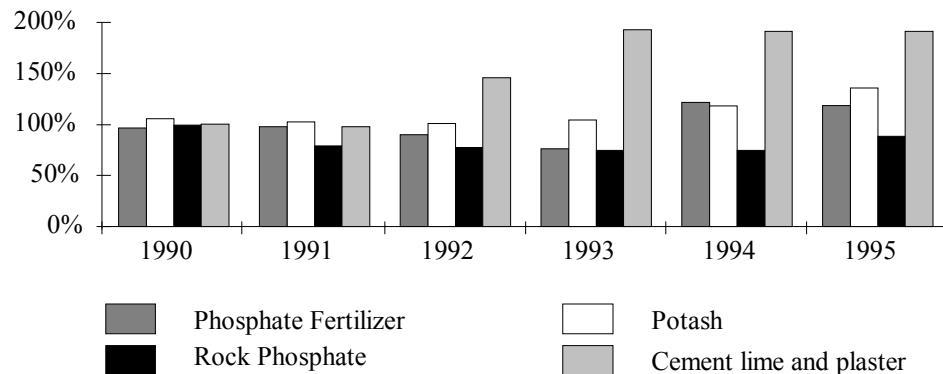 200%
150%
100%
50%
0%
1990 1991 1992 1993 1994 1995
Phosphate Fertilizer Potash
Rock Phosphate Cement lime and plaster